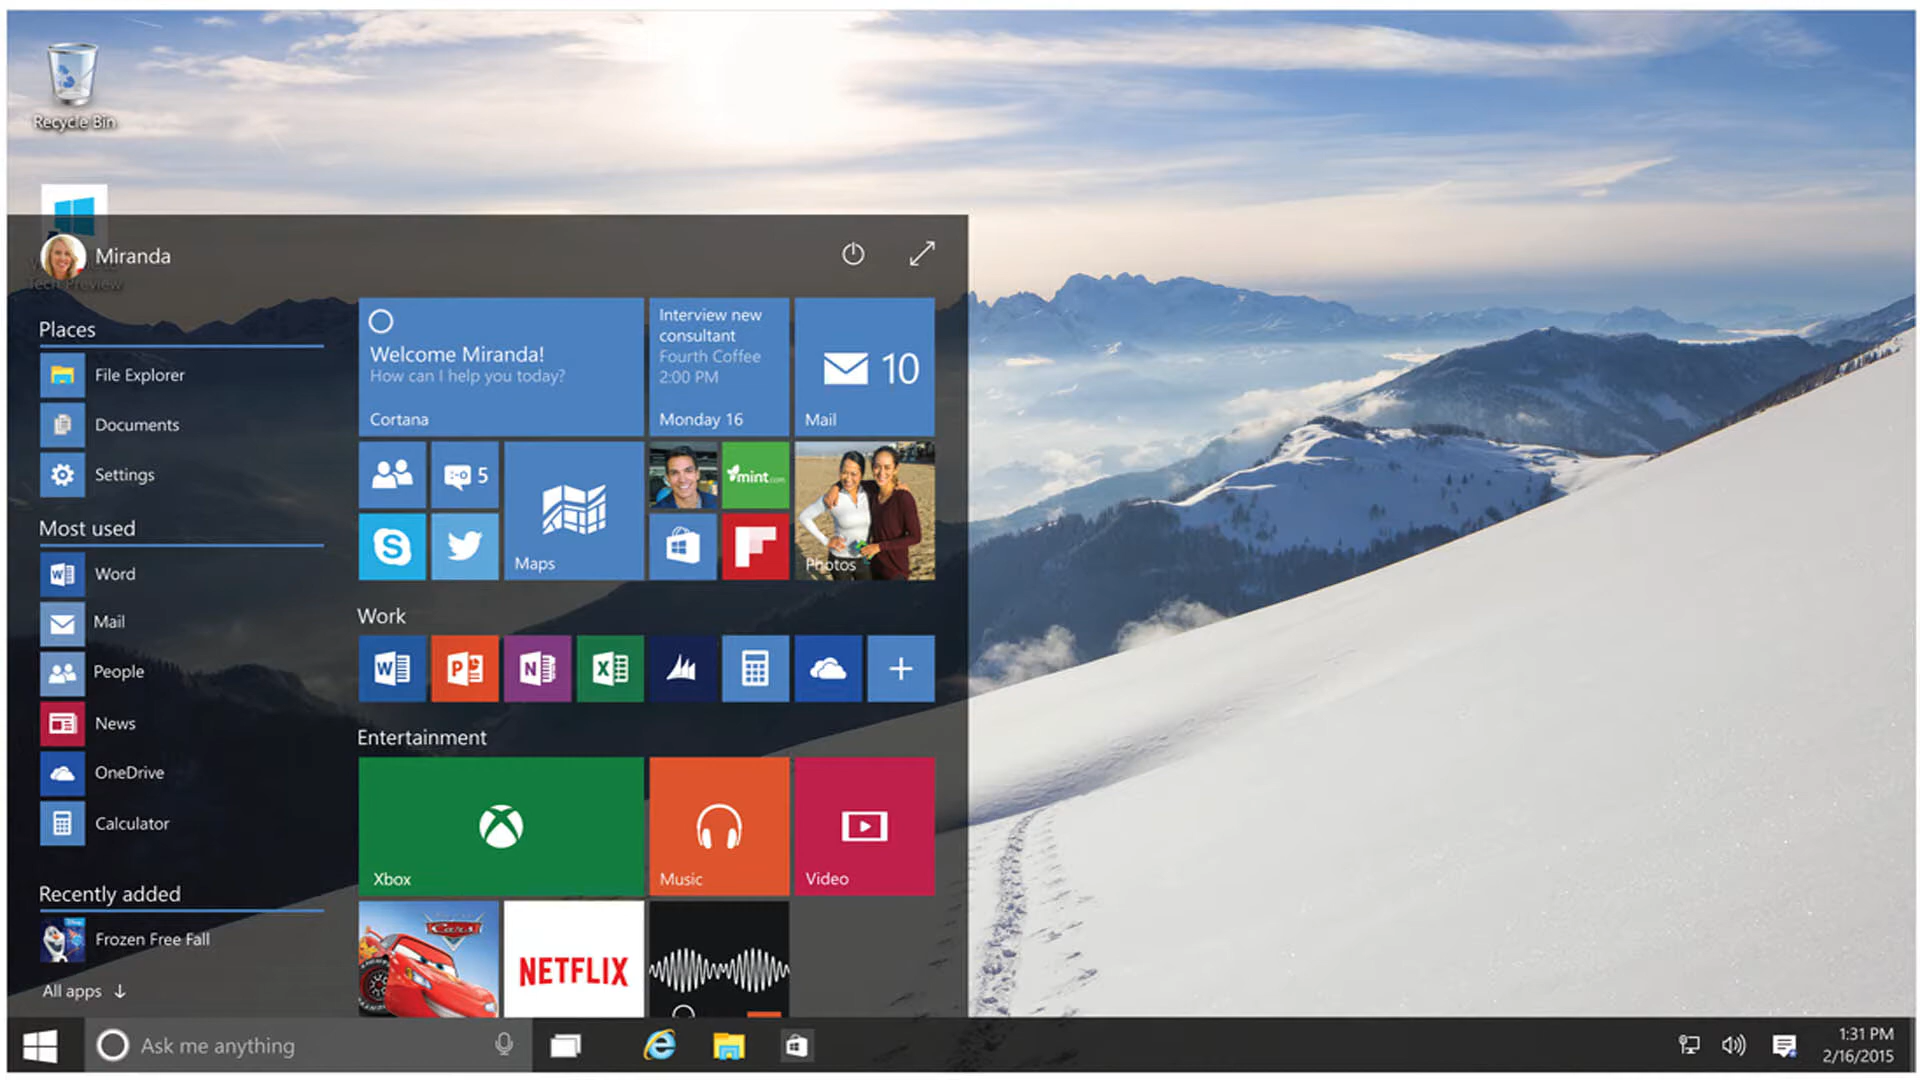 Recycle Bin
Tech Preview
Miranda
Places
File Explorer
Documents
Settings
Most used
Word
Mail
People
News
OneDrive
Calculator
Recently added
Frozen Free Fall
All apps
Welcome Miranda!
How can I help you today?
Cortana
Interview new
consultant
Fourth Coffee
2:00 PM
Monday 16
10
Mail
5
Maps
mint.com
Photos
Work
Entertainment
Xbox
Music
Video
Cars
NETFLIX
Ask me anything
1:31 PM
2/16/2015